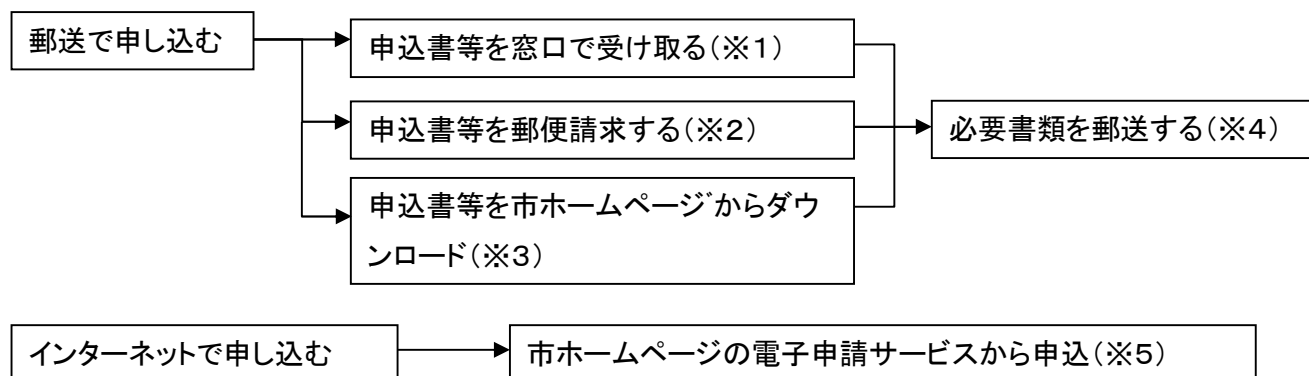 郵送で申し込む
申込書等を窓口で受け取る(※1)
申込書等を郵便請求する(※2)
必要書類を郵送する(※4)
申込書等を市ホームページからダウ
ンロード(※3)
インターネットで申し込む
市ホームページの電子申請サービスから申込(※5)